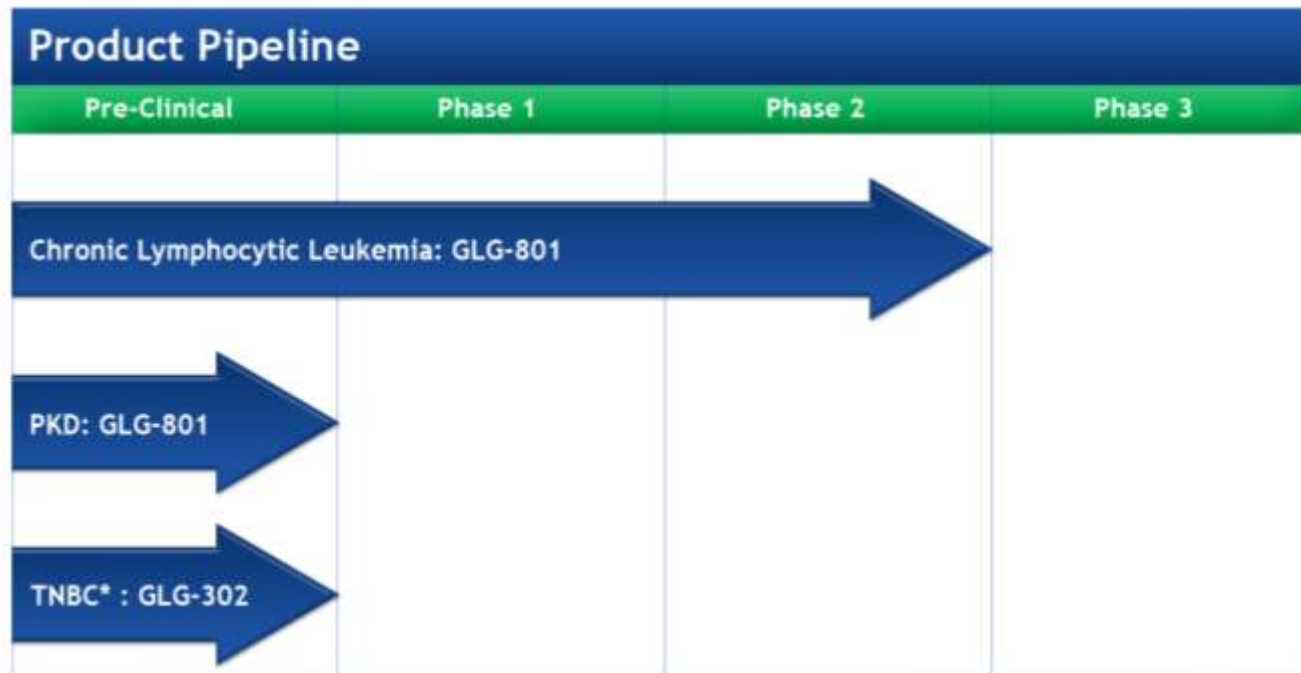 Product Pipeline
Pre-Clinical Phase 1 Phase 2 Phase 3
Chronic Lymphocytic Leukemia: GLG-801
PKD: GLG-801
TNBC* : GLG-302